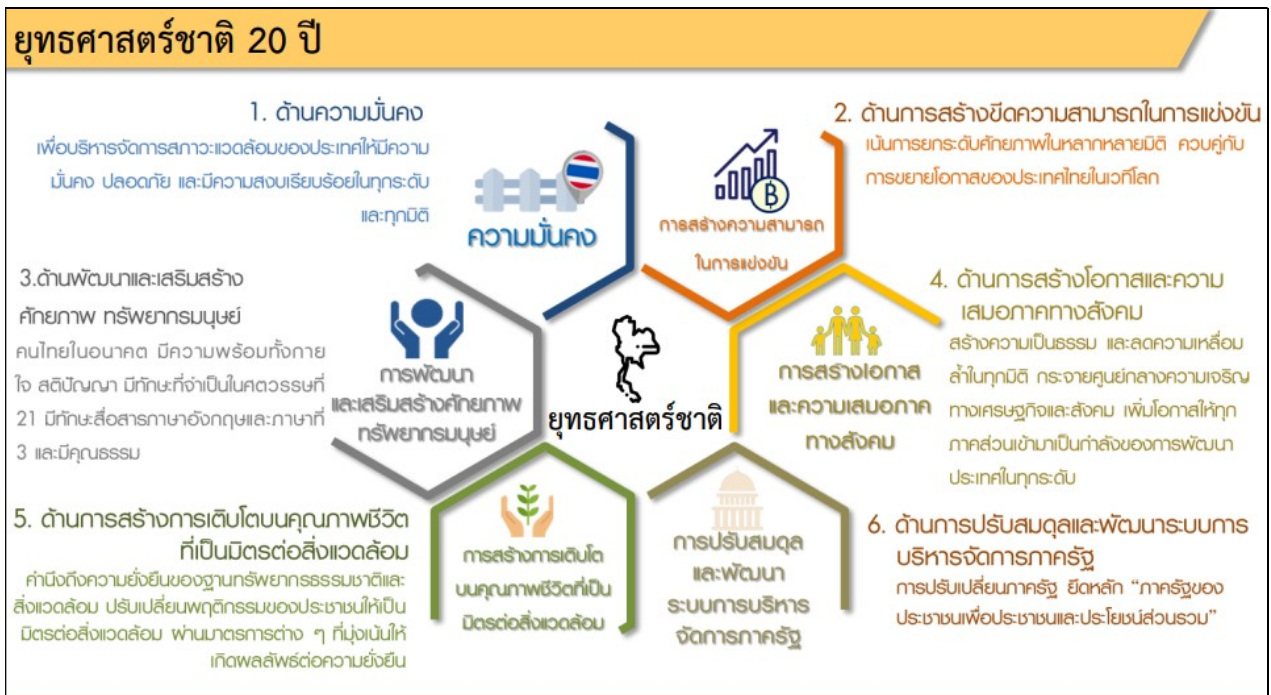 ยุทธศาสตร์ชาติ 20 ปี
1. ด้านความมั่นคง
เพื่อบริหารจัดการสภาวะแวดล้อมของประเทศให้มีความ
มั่นคง ปลอดภัย และมีความสงบเรียบร้อยในทุกระดับ
และทุกมิติ
ความมั่นคง
2. ด้านการสร้างขีดความสามารถในการแข่งขัน
เน้นการยกระดับศักยภาพในหลากหลายมิติ ควบคู่กับ
การขยายโอกาสของประเทศไทยในเวทีโลก
฿
การสร้างความสามารถ
ในการแข่งขัน
3.ด้านพัฒนาและเสริมสร้าง
ศักยภาพ ทรัพยากรมนุษย์
คนไทยในอนาคต มีความพร้อมทั้งกาย
ใจ สติปัญญา มีทักษะที่จำเป็นในศตวรรษที่
21 มีทักษะสื่อสารภาษาอังกฤษและภาษาที่
3 และมีคุณธรรม
การพัฒนา
และเสริมสร้างศักยภาพ
ทรัพยากรมนุษย์
ยุทธศาสตร์ชาติ
การสร้างโอกาส
และความเสมอภาค
ทางสังคม
4. ด้านการสร้างโอกาสและความ
เสมอภาคทางสังคม
สร้างความเป็นธรรม และลดความเหลื่อม
ล้ำในทุกมิติ กระจายศูนย์กลางความเจริญ
ทางเศรษฐกิจและสังคม เพิ่มโอกาสให้ทุก
ภาคส่วนเข้ามาเป็นกำลังของการพัฒนา
ประเทศในทุกระดับ
5. ด้านการสร้างการเติบโตบนคุณภาพชีวิต
ที่เป็นมิตรต่อสิ่งแวดล้อม
คำนึงถึงความยั่งยืนของฐานทรัพยากรธรรมชาติและ
สิ่งแวดล้อม ปรับเปลี่ยนพฤติกรรมของประชาชนให้เป็น
มิตรต่อสิ่งแวดล้อม ผ่านมาตรการต่าง ๆ ที่มุ่งเน้นให้
เกิดผลลัพธ์ต่อความยั่งยืน
การสร้างการเติบโต
บนคุณภาพชีวิตที่เป็น
มิตรต่อสิ่งแวดล้อม
การปรับสมดุล
และพัฒนา
ระบบการบริหาร
จัดการภาครัฐ
6. ด้านการปรับสมดุลและพัฒนาระบบการ
บริหารจัดการภาครัฐ
การปรับเปลี่ยนภาครัฐ ยึดหลัก “ภาครัฐของ
ประชาชนเพื่อประชาชนและประโยชน์ส่วนรวม”